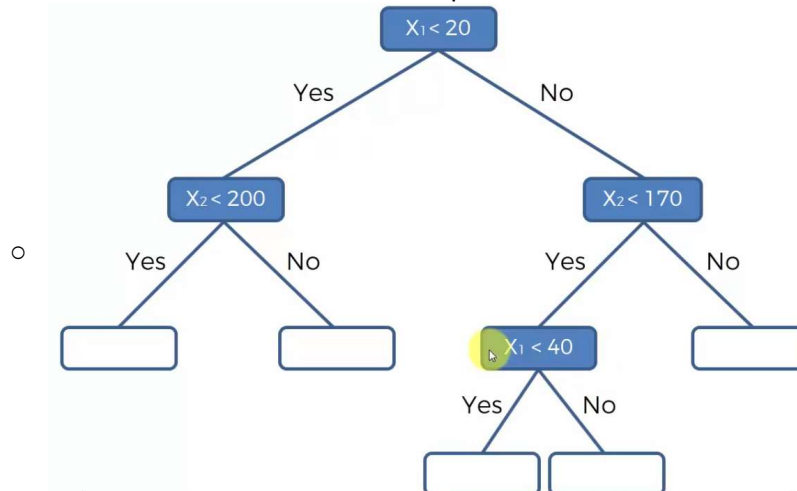 X₁ < 20
Yes
No
X₂ < 200
X₂ < 170
Yes
No
Yes
No
X₁ < 40
Yes
No